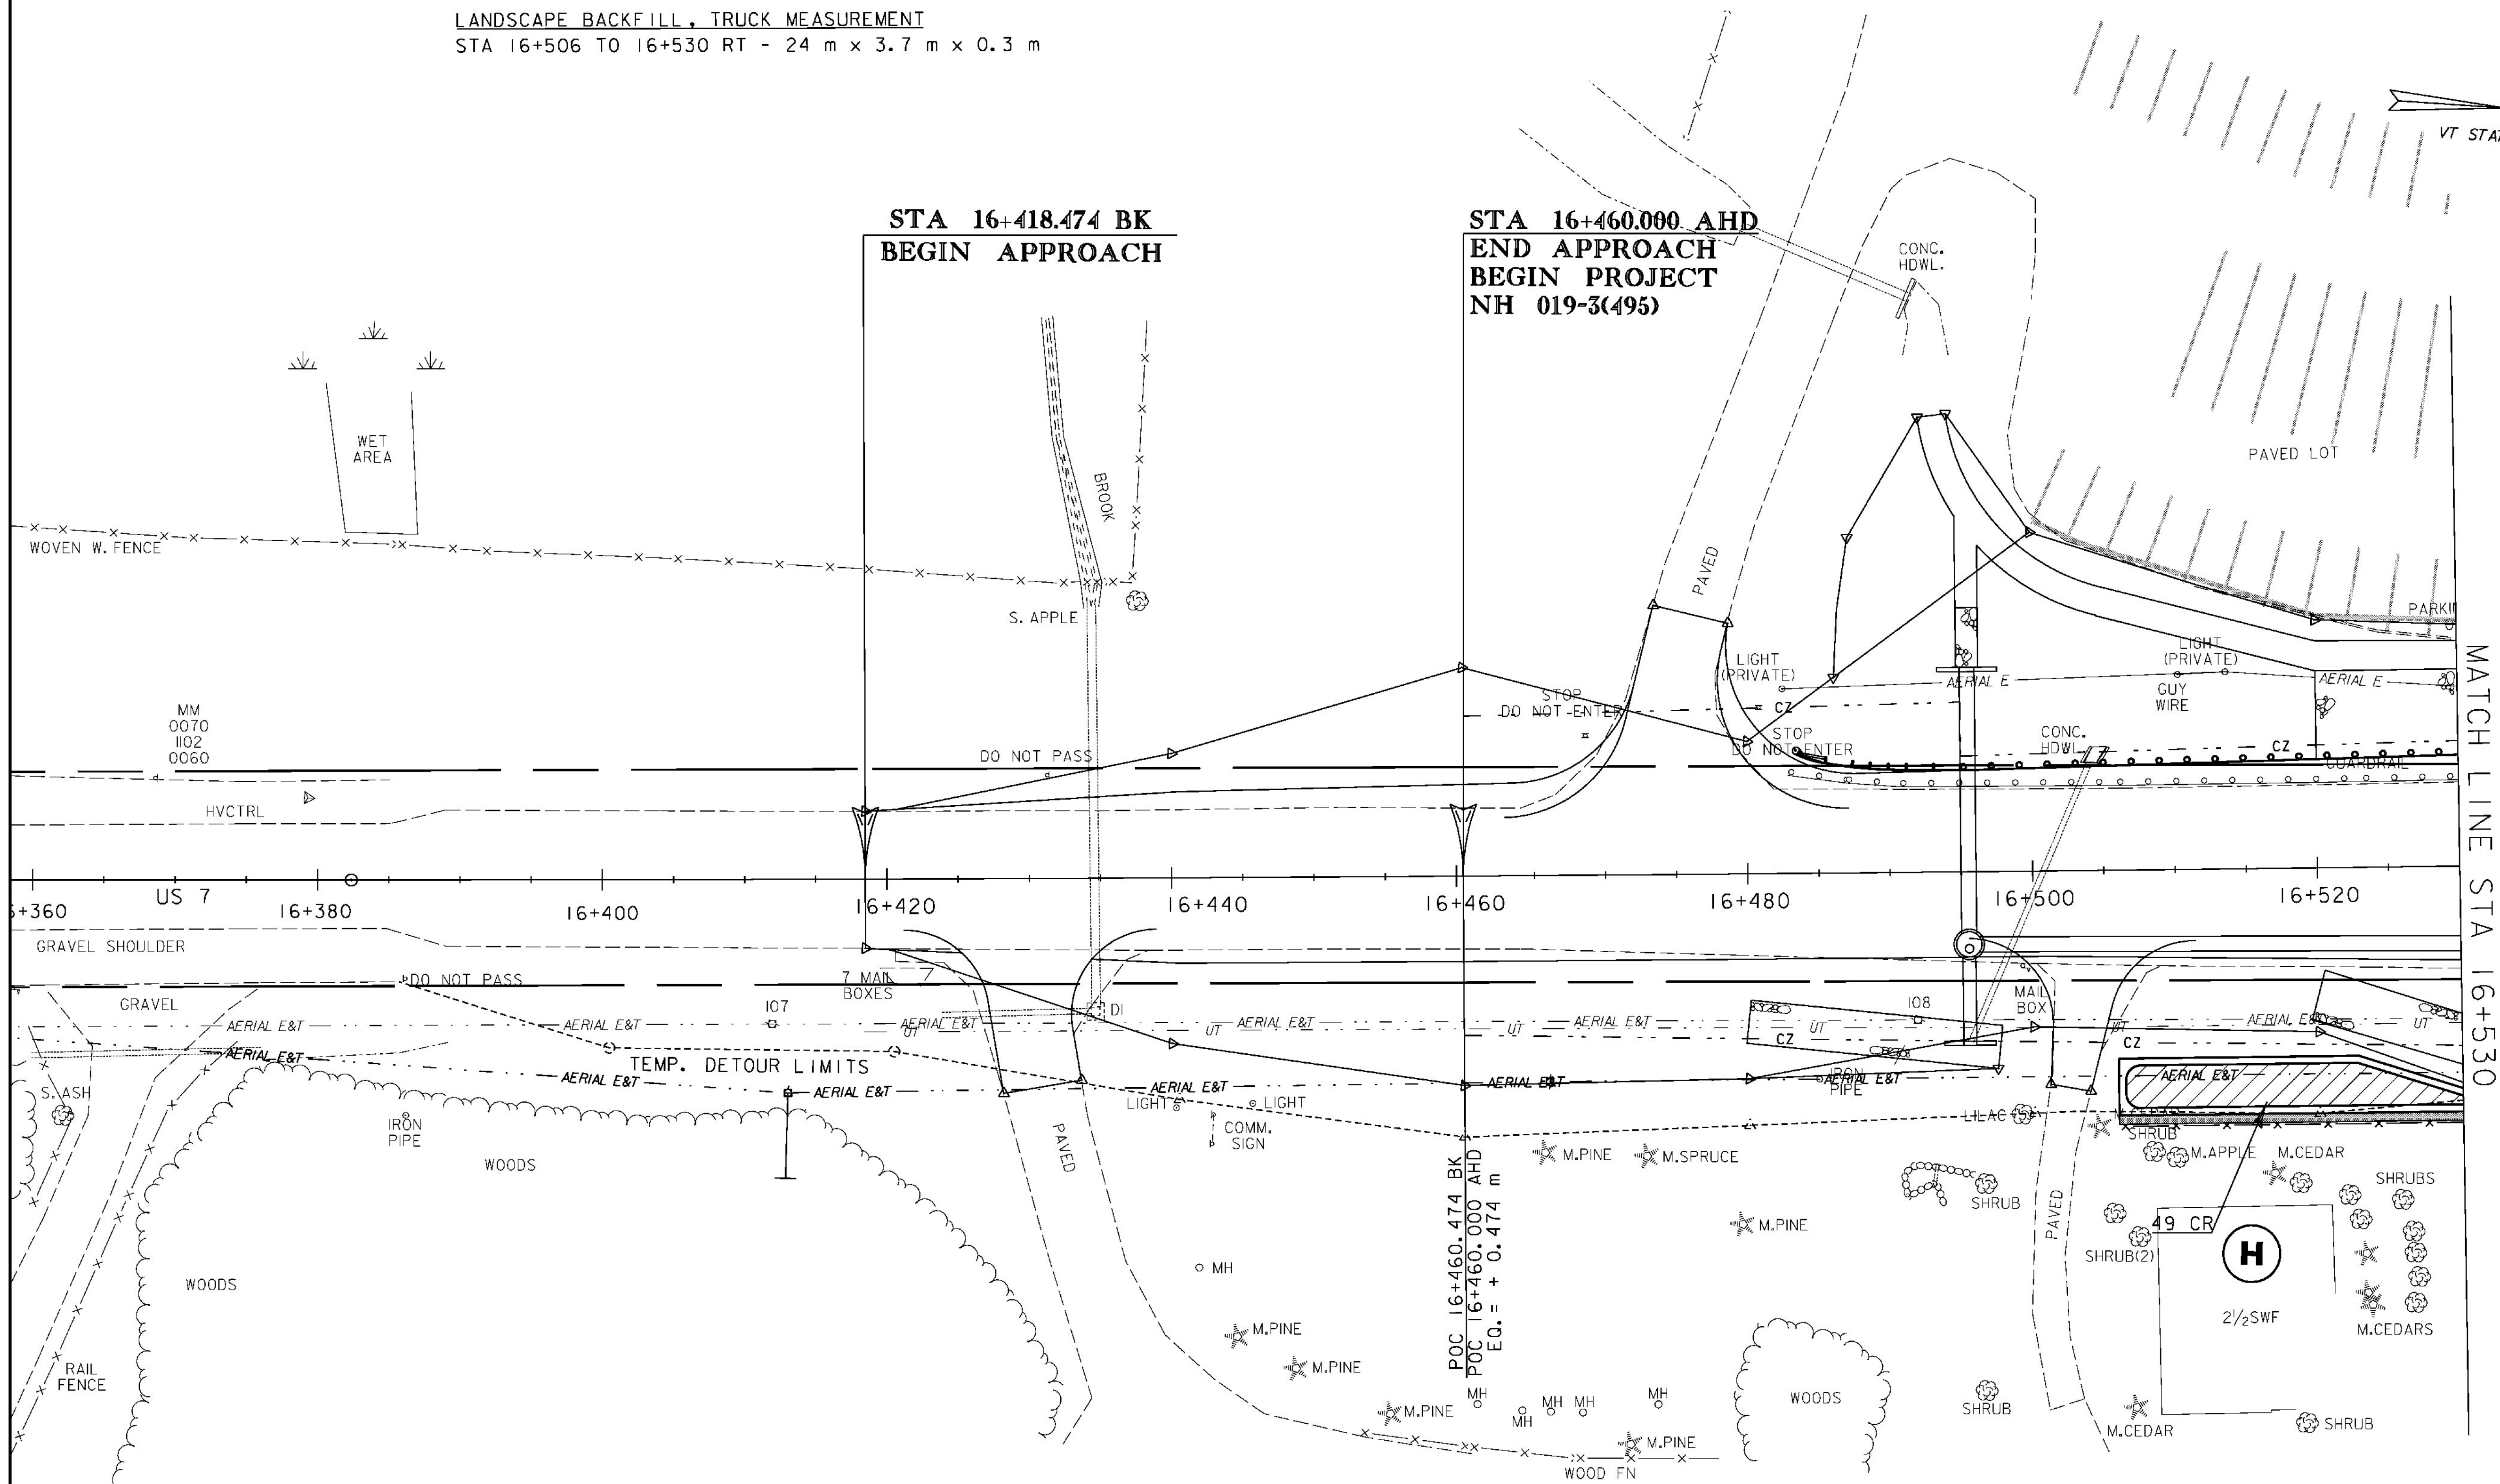 LANDSCAPE BACKFILL, TRUCK MEASUREMENT
STA 16+506 TO 16+530 RT - 24 m x 3.7 m x 0.3 m
VT STA
STA 16+418.474 BK
BEGIN APPROACH
STA 16+460.000 AHD
END APPROACH
BEGIN PROJECT
NH 019-3(495)
CONC.
HDWL.
WET
AREA
BROOK
PAVED LOT
WOVEN W. FENCE
S. APPLE
PAVED
PARKI
LIGHT
(PRIVATE)
LIGHT
(PRIVATE)
AERIAL E
AERIAL E
GUY
WIRE
STOP
DO NOT ENTER
CZ
STOP
DO NOT ENTER
CONC.
HDWL.
CZ
GUARDRAIL
MM
0070
1102
0060
DO NOT PASS
HVCTRL
MATCH LINE STA 16+530
US 7
6+360
16+380
16+400
16+420
16+440
16+460
16+480
16+500
16+520
GRAVEL SHOULDER
DO NOT PASS
7 MAIL
BOXES
GRAVEL
107
DI
108
MAIL
BOX
AERIAL E&T
AERIAL E&T
AERIAL E&T
UT
UT
AERIAL E&T
UT
AERIAL E&T
UT
UT
AERIAL E&T
UT
CZ
CZ
AERIAL E&T
TEMP. DETOUR LIMITS
AERIAL E&T
AERIAL E&T
AERIAL E&T
AERIAL E&T
AERIAL E&T
AERIAL E&T
IRON
PIPE
S. ASH
IRON
PIPE
WOODS
LIGHT
LIGHT
COMM.
SIGN
LILAC
SHRUB
M.APPLE
M.CEDAR
SHRUBS
PAVED
M.PINE
M.SPRUCE
SHRUB
M.PINE
PAVED
49 CR
SHRUB(2)
H
2½SWF
M.CEDARS
WOODS
MH
M.PINE
M.PINE
POC 16+460.474 BK
POC 16+460.000 AHD
EQ. = + 0.474 m
RAIL
FENCE
M.PINE
MH
MH
MH
MH
MH
M.PINE
WOOD FN
WOODS
SHRUB
M.CEDAR
SHRUB